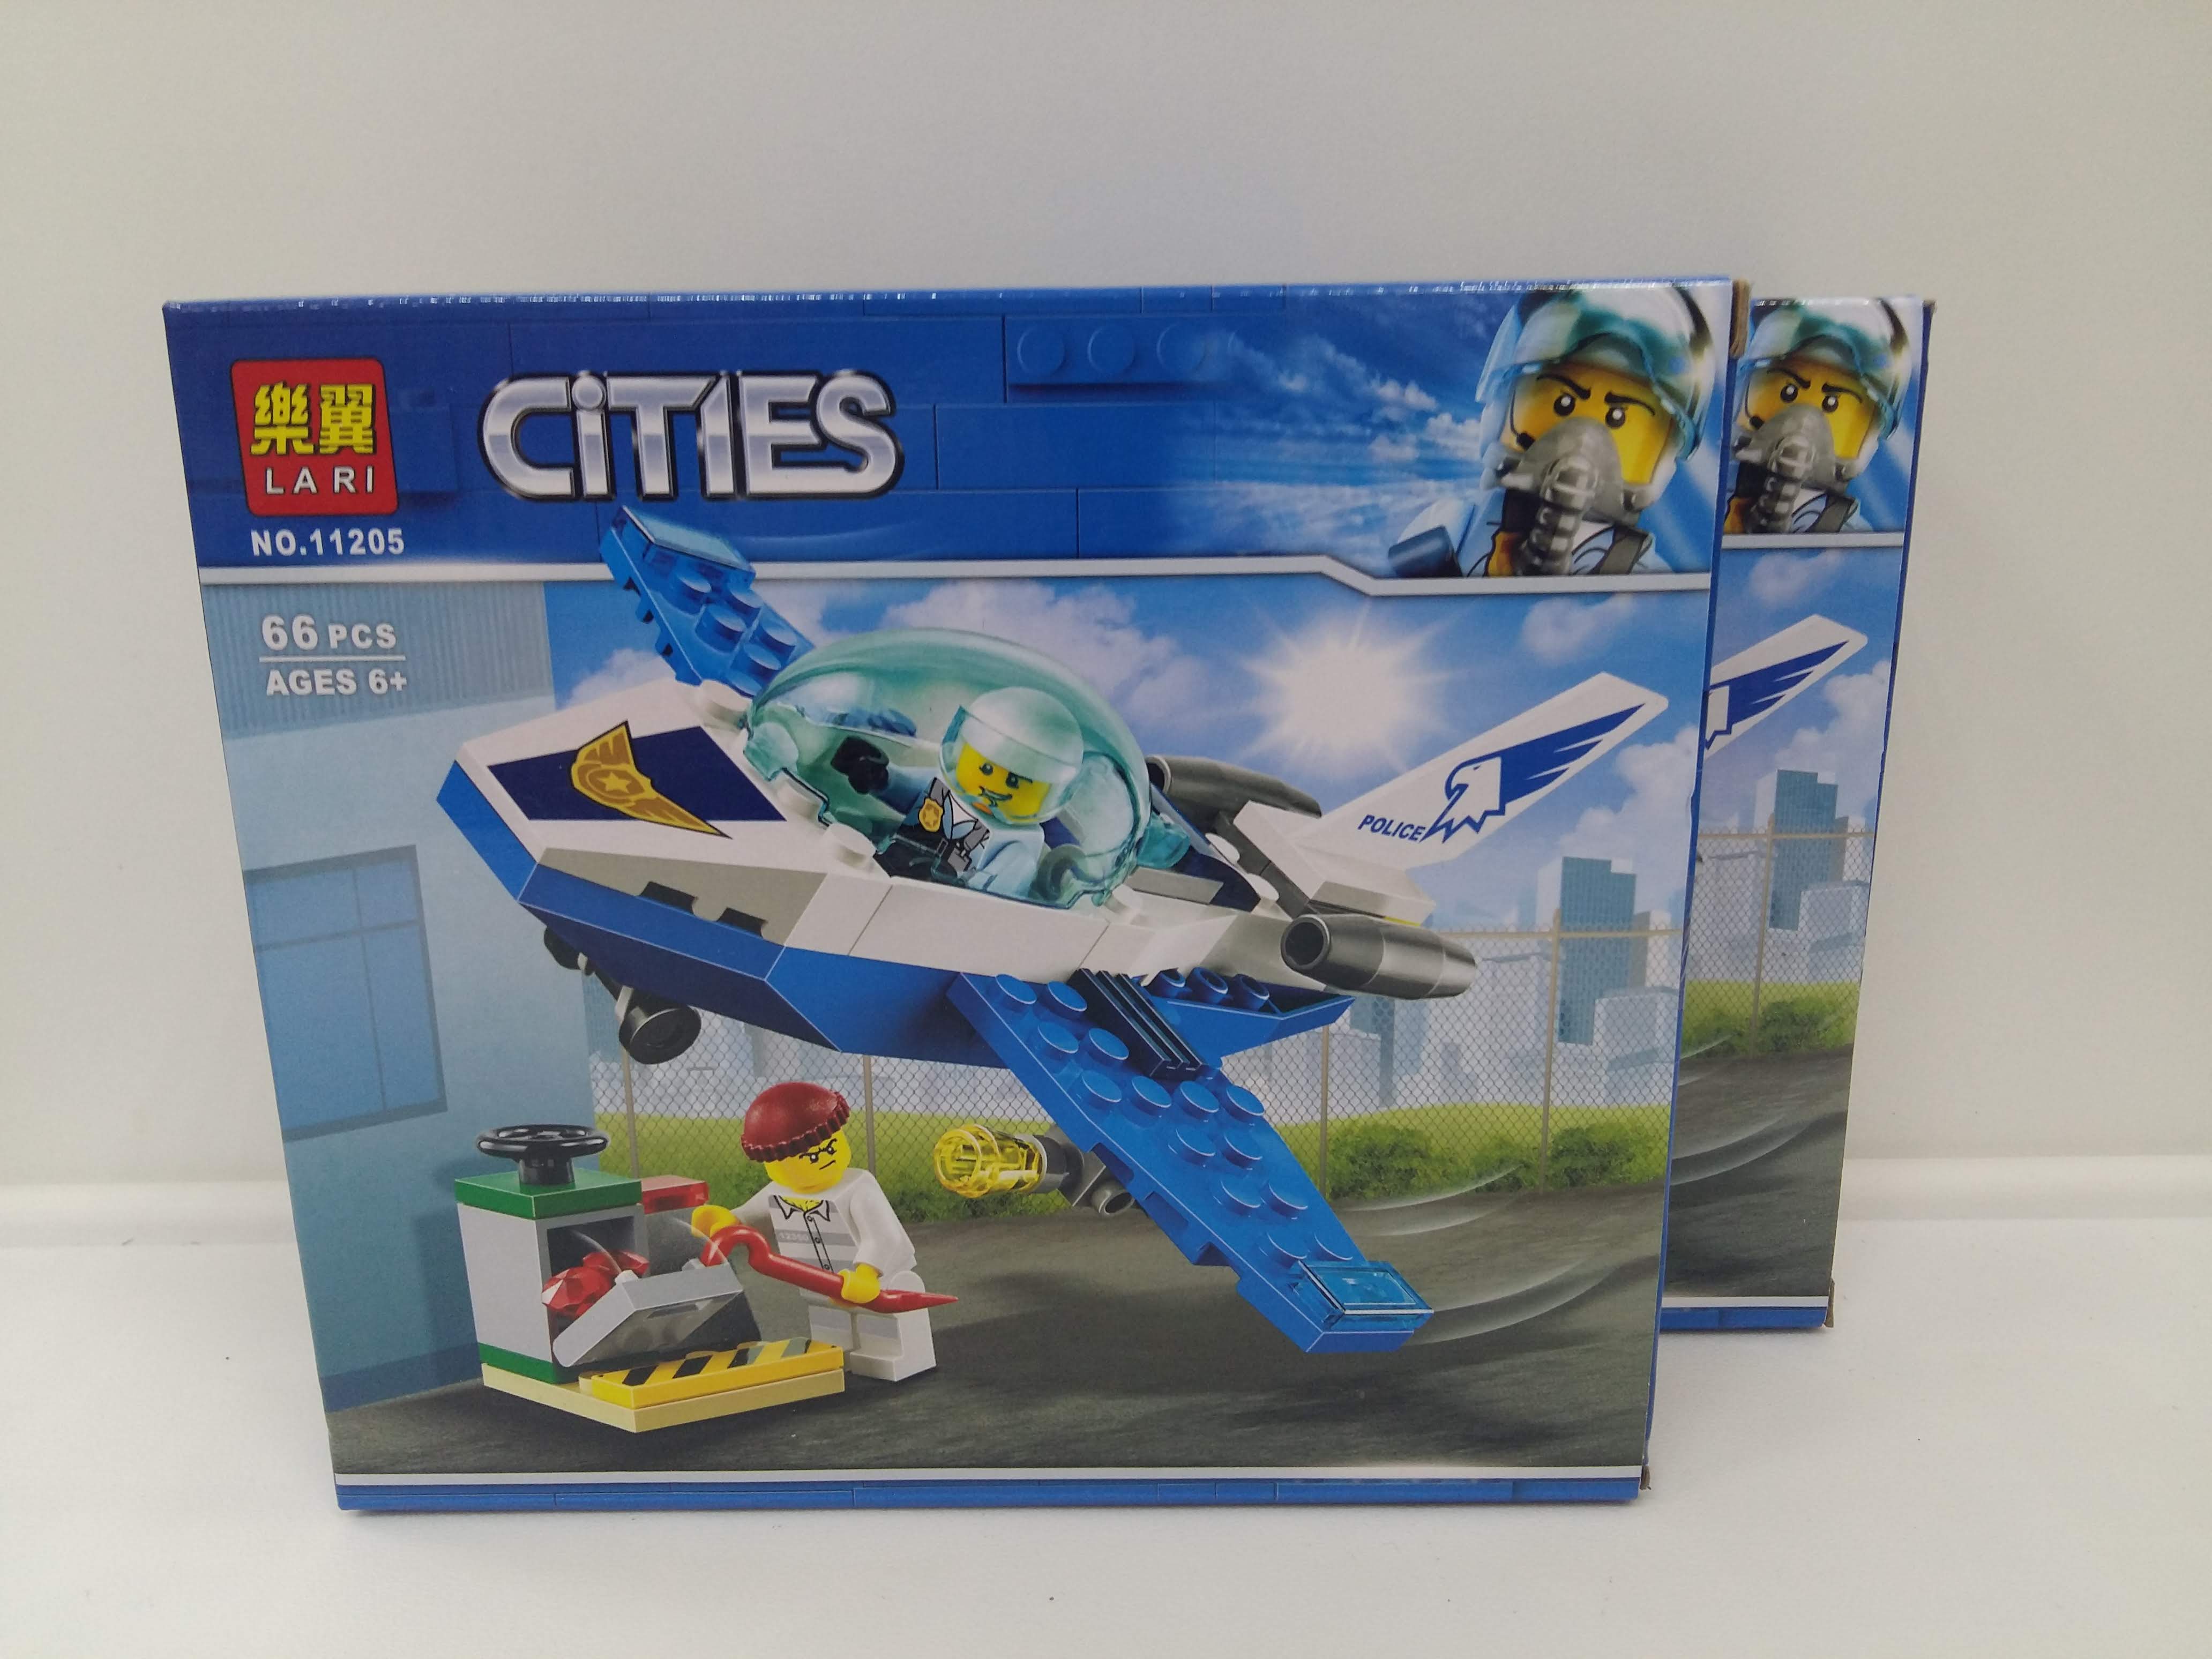 樂翼
LARI
CiTIES
NO.11205
66 PCS
AGES 6+
POLICE